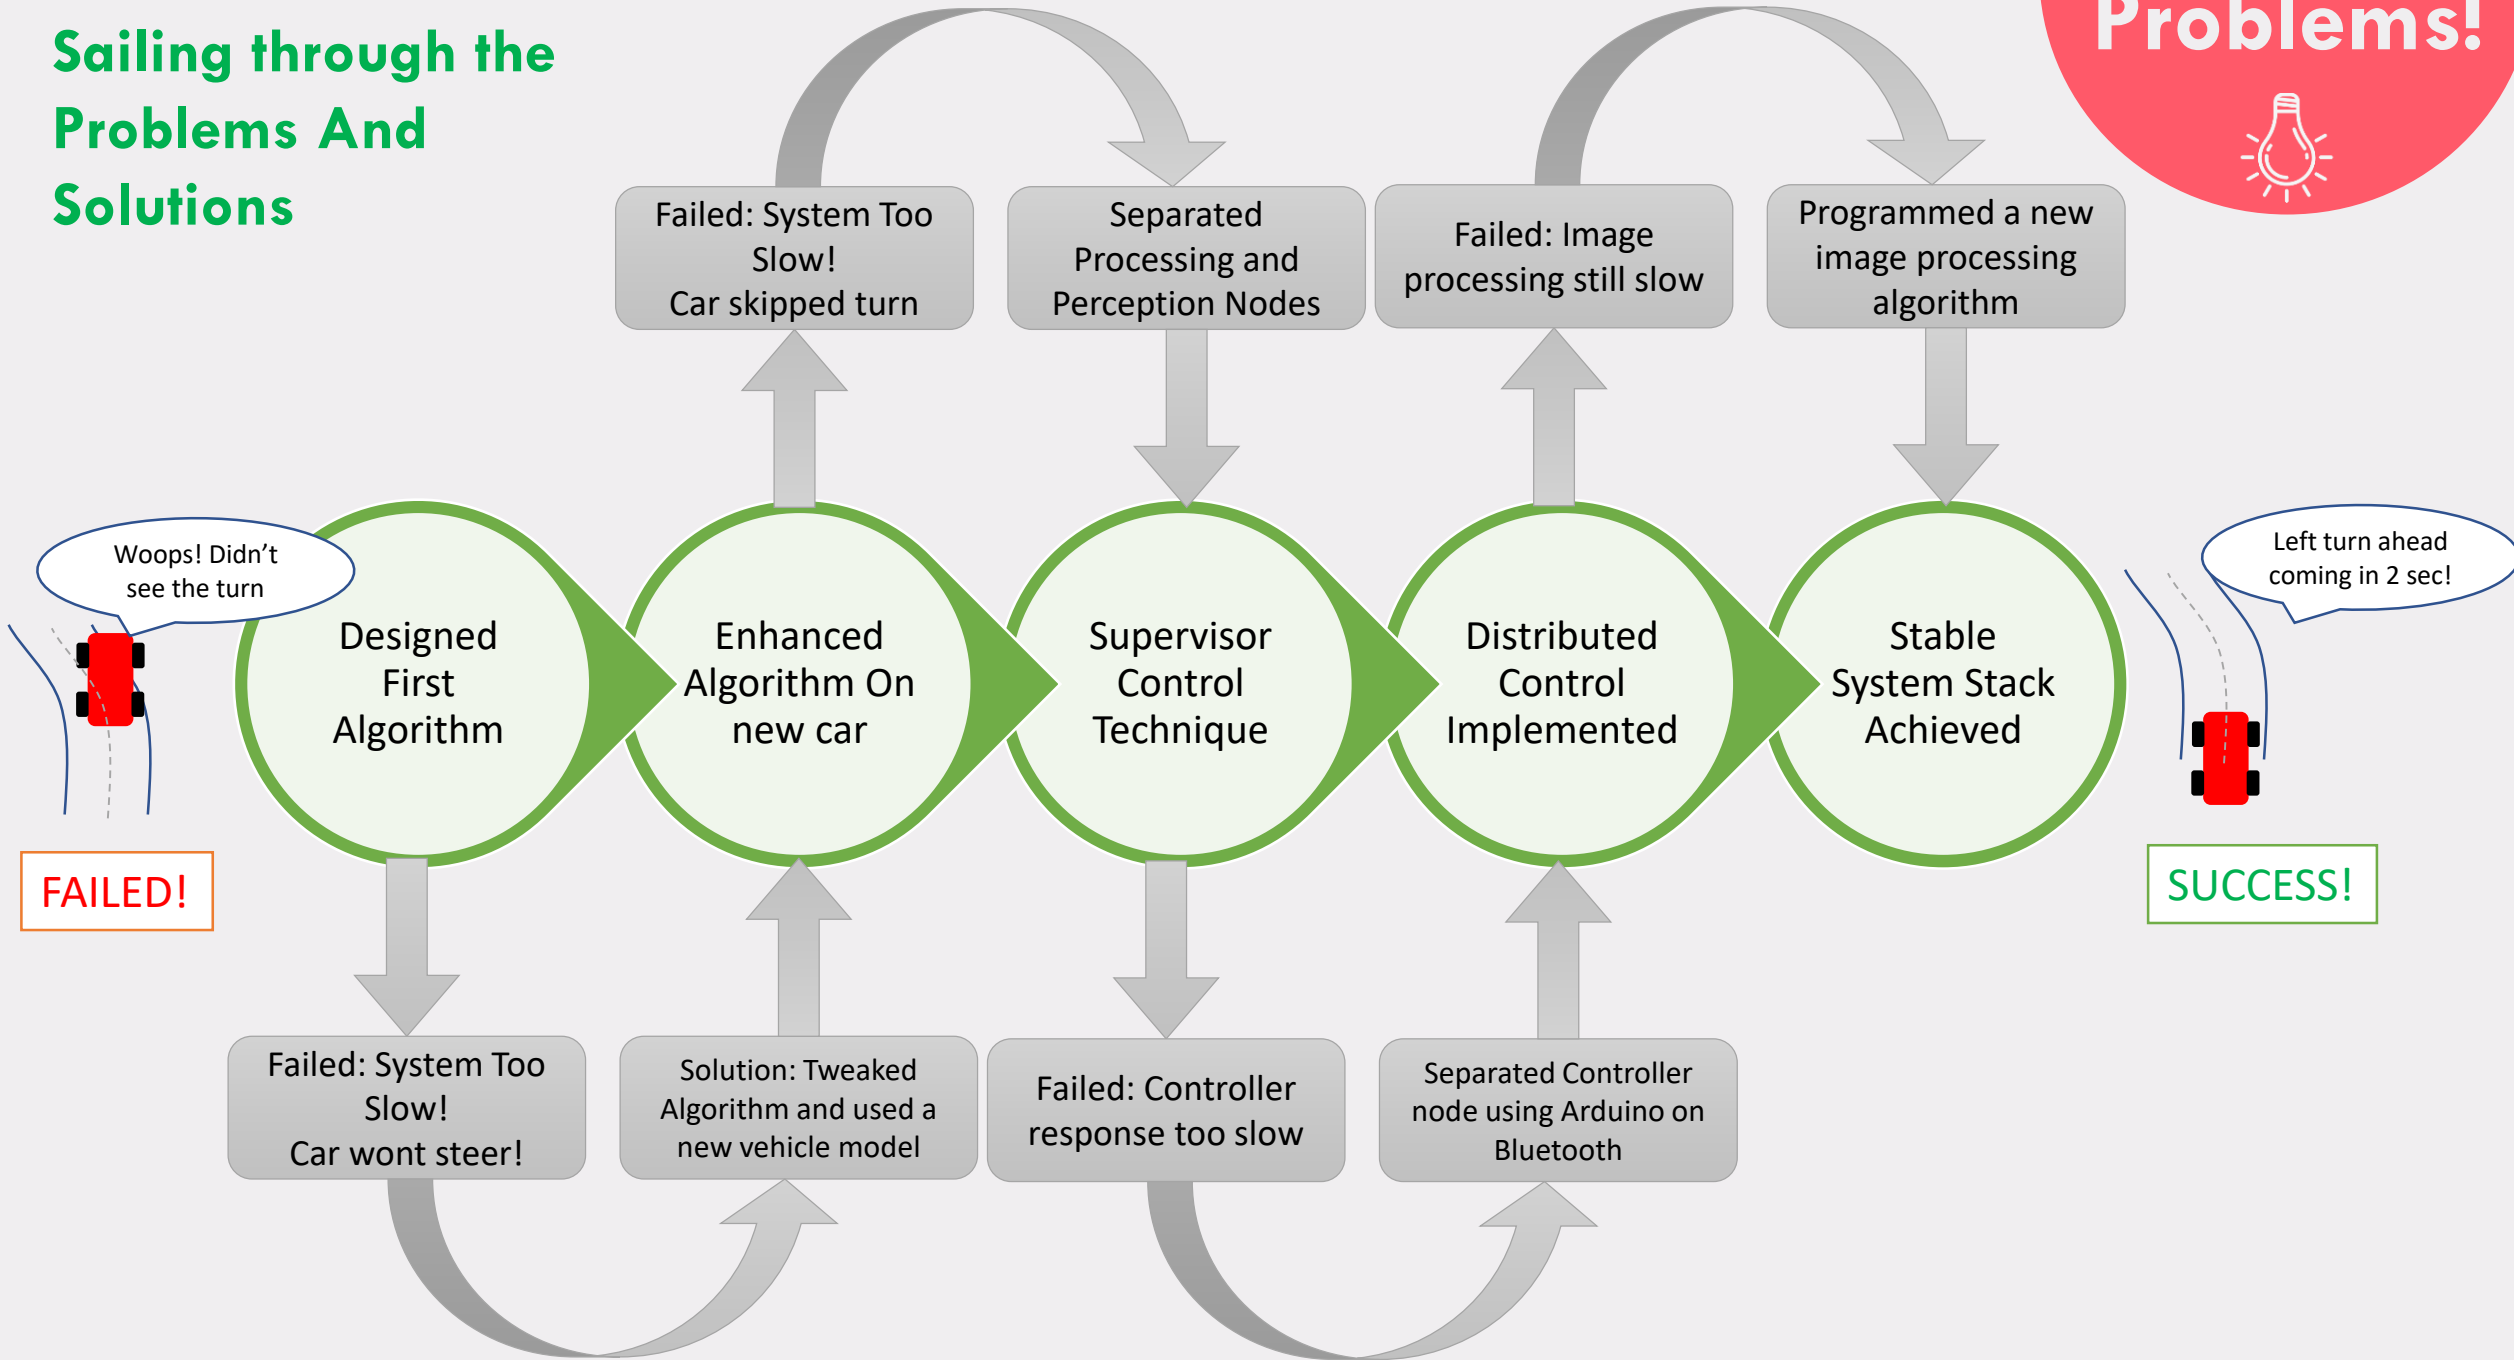 Sailing through the
Problems And
Solutions
Problems!
Failed: System Too
Slow!
Car skipped turn
Separated
Processing and
Perception Nodes
Failed: Image
processing still slow
Programmed a new
image processing
algorithm
Woops! Didn’t
see the turn
FAILED!
Designed
First
Algorithm
Enhanced
Algorithm On
new car
Supervisor
Control
Technique
Distributed
Control
Implemented
Stable
System Stack
Achieved
Left turn ahead
coming in 2 sec!
SUCCESS!
Failed: System Too
Slow!
Car wont steer!
Solution: Tweaked
Algorithm and used a
new vehicle model
Failed: Controller
response too slow
Separated Controller
node using Arduino on
Bluetooth